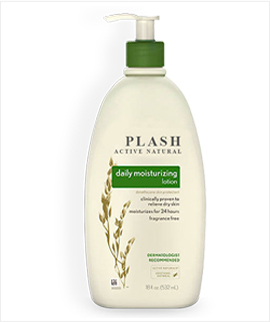 PLASH
ACTIVE NATURAL
daily moisturizing
lotion
clinically proven to
relieve dry skin
moisturizes for 24 hours
fragrance free
DERMATOLOGIST
RECOMMENDED
18 fl oz (532 mL)